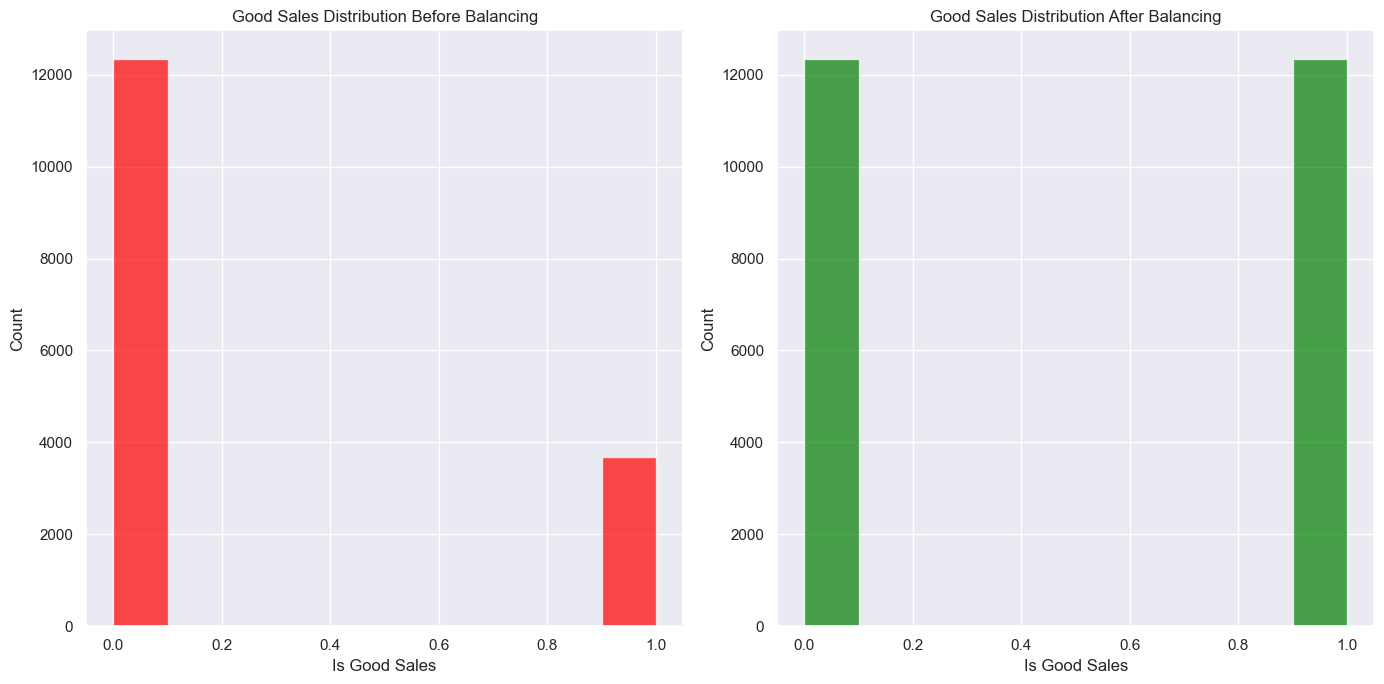 Good Sales Distribution Before Balancing
Count
12000
10000
8000
6000
4000
2000
0
0.0 0.2 0.4 0.6 0.8 1.0
Is Good Sales
Good Sales Distribution After Balancing
Count
12000
10000
8000
6000
4000
2000
0
0.0 0.2 0.4 0.6 0.8 1.0
Is Good Sales